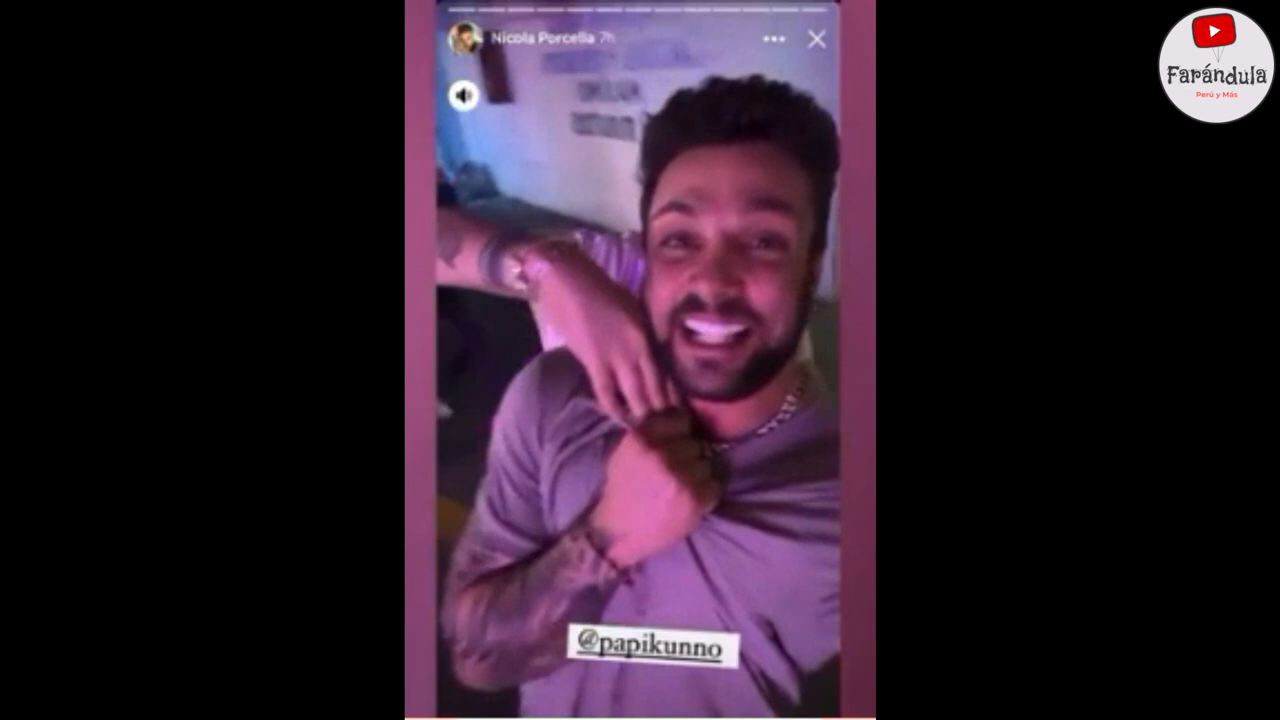 Nicola Porcella 7h
Farándula
Perú y Más
@papikunno